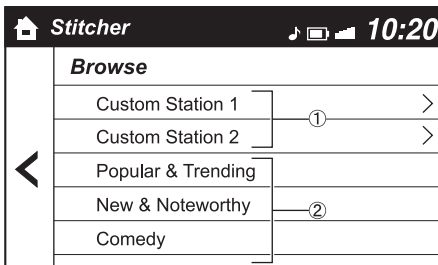 Stitcher 10:20
Browse
Custom Station 1
Custom Station 2
①
Popular & Trending
New & Noteworthy
②
Comedy